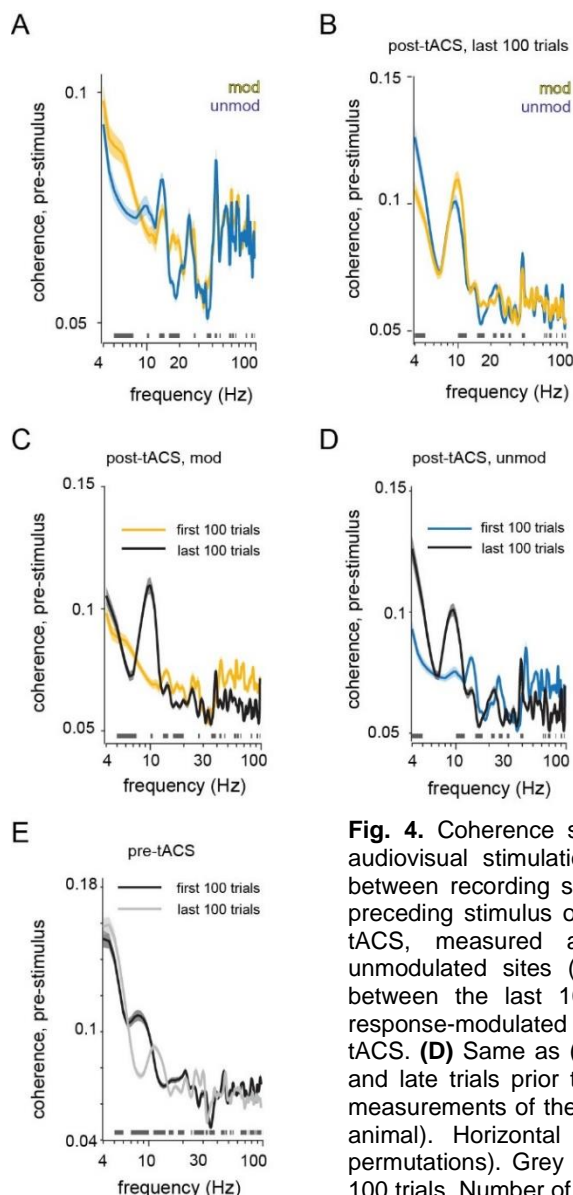 A
0.1
mod
unmod
coherence, pre-stimulus
0.05
4
10
20
100
frequency (Hz)
B
post-tACS, last 100 trials
0.15
mod
unmod
coherence, pre-stimulus
0.1
0.05
4
10
20
100
frequency (Hz)
C
post-tACS, mod
0.15
first 100 trials
last 100 trials
coherence, pre-stimulus
0.1
0.05
4
10
30
100
frequency (Hz)
D
post-tACS, unmod
0.15
first 100 trials
last 100 trials
coherence, pre-stimulus
0.1
0.05
4
10
30
100
frequency (Hz)
E
pre-tACS
0.18
first 100 trials
last 100 trials
coherence, pre-stimulus
0.1
0.04
4
10
30
100
frequency (Hz)
Fig. 4. Coherence s
audiovisual stimulatio
between recording s
preceding stimulus o
tACS, measured a
unmodulated sites (
between the last 10
response-modulated
tACS. (D) Same as (
and late trials prior t
measurements of the
animal). Horizontal
permutations). Grey
100 trials. Number of